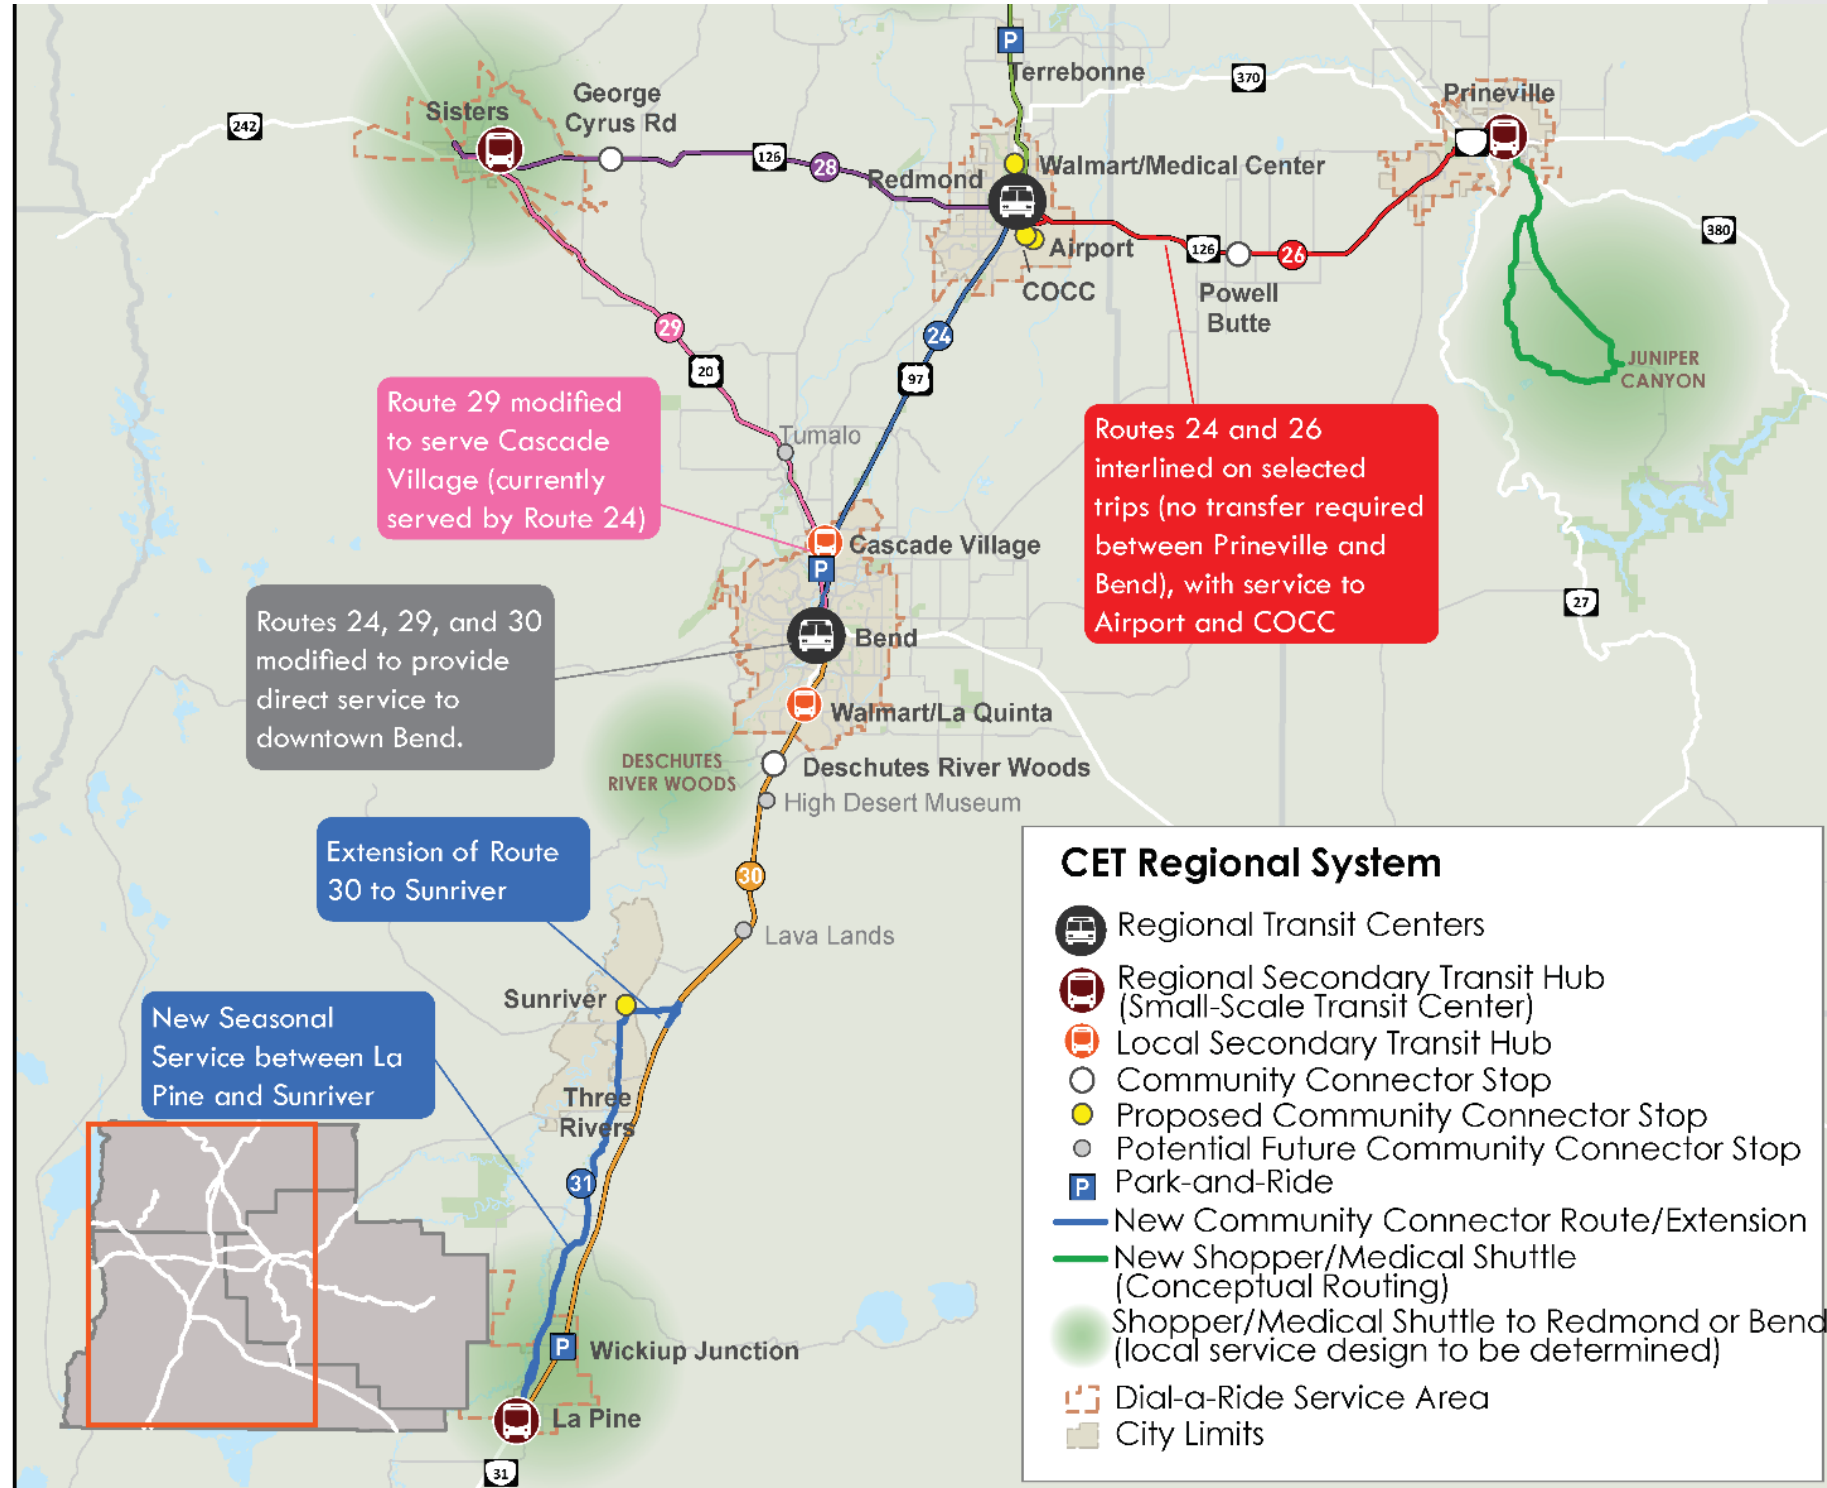 P
Terrebonne
370
Prineville
George
Cyrus Rd
Sisters
242
126
28
Redmond
Walmart/Medical Center
380
Airport
126
26
COCC
Powell
Butte
29
24
20
97
JUNIPER
CANYON
Route 29 modified
to serve Cascade
Village (currently
served by Route 24)
Tumalo
Routes 24 and 26
interlined on selected
trips (no transfer required
between Prineville and
Bend), with service to
Airport and COCC
Cascade Village
P
27
Routes 24, 29, and 30
modified to provide
direct service to
downtown Bend.
Bend
Walmart/La Quinta
DESCHUTES
RIVER WOODS
Deschutes River Woods
High Desert Museum
Extension of Route
30 to Sunriver
30
Lava Lands
Sunriver
New Seasonal
Service between La
Pine and Sunriver
Three
Rivers
31
P
Wickiup Junction
La Pine
31
CET Regional System
Regional Transit Centers
Regional Secondary Transit Hub
(Small-Scale Transit Center)
Local Secondary Transit Hub
Community Connector Stop
Proposed Community Connector Stop
Potential Future Community Connector Stop
P Park-and-Ride
New Community Connector Route/Extension
New Shopper/Medical Shuttle
(Conceptual Routing)
Shopper/Medical Shuttle to Redmond or Bend
(local service design to be determined)
Dial-a-Ride Service Area
City Limits